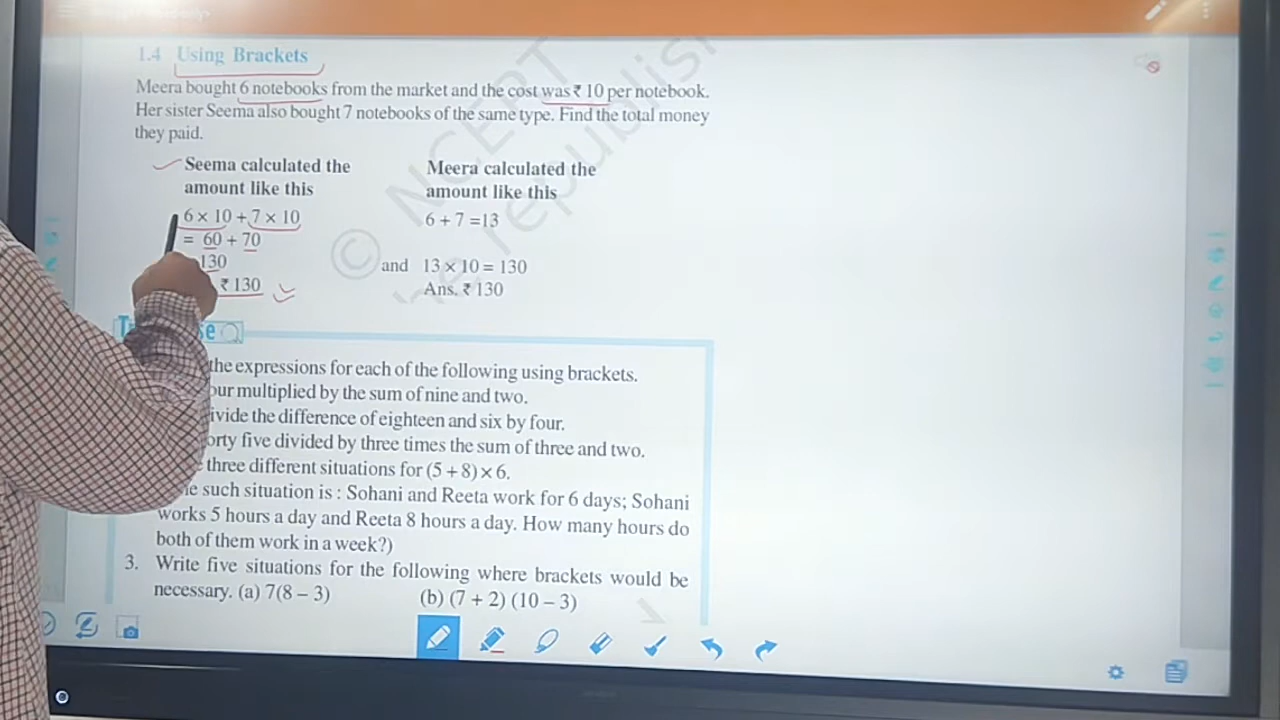 1.4 Using Brackets
Meera bought 6 notebooks from the market and the cost was ₹ 10 per notebook.
Her sister Seema also bought 7 notebooks of the same type. Find the total money
they paid.
Seema calculated the
amount like this
6 × 10 + 7 × 10
= 60 + 70
130
₹ 130
Meera calculated the
amount like this
6 + 7 =13
and 13 × 10 = 130
Ans. ₹ 130
se
the expressions for each of the following using brackets.
our multiplied by the sum of nine and two.
ivide the difference of eighteen and six by four.
orty five divided by three times the sum of three and two.
three different situations for (5 + 8) × 6.
such situation is : Sohani and Reeta work for 6 days; Sohani
works 5 hours a day and Reeta 8 hours a day. How many hours do
both of them work in a week?)
3. Write five situations for the following where brackets would be
necessary. (a) 7(8 – 3) (b) (7 + 2) (10 – 3)
© NCERT
he republis